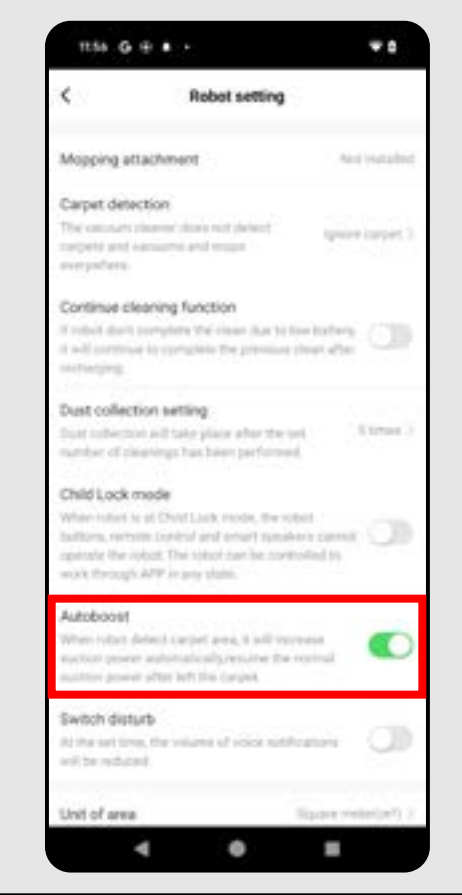 11:56 G
Robot setting
Mopping attachment Not installed
Carpet detection
The vacuum cleaner does not detect
carpets and vacuums and mops
everywhere.
Ignore carpet >
Continue cleaning function
If robot don't complete the clean due to low battery,
it will continue to complete the previous clean after
recharging.
Dust collection setting
Dust collection will take place after the set
number of cleanings has been performed
5 times >
Child Lock mode
When robot is at Child Lock mode, the robot
buttons, remote control and smart speakers cannot
operate the robot. The robot can be controlled to
work through APP in any state.
Autoboost
When robot detect carpet area, it will increase
suction power automatically,resume the normal
suction power after left the carpet.
Switch disturb
At the set time, the volume of voice notifications
will be reduced
Unit of area Square meter(m²) >